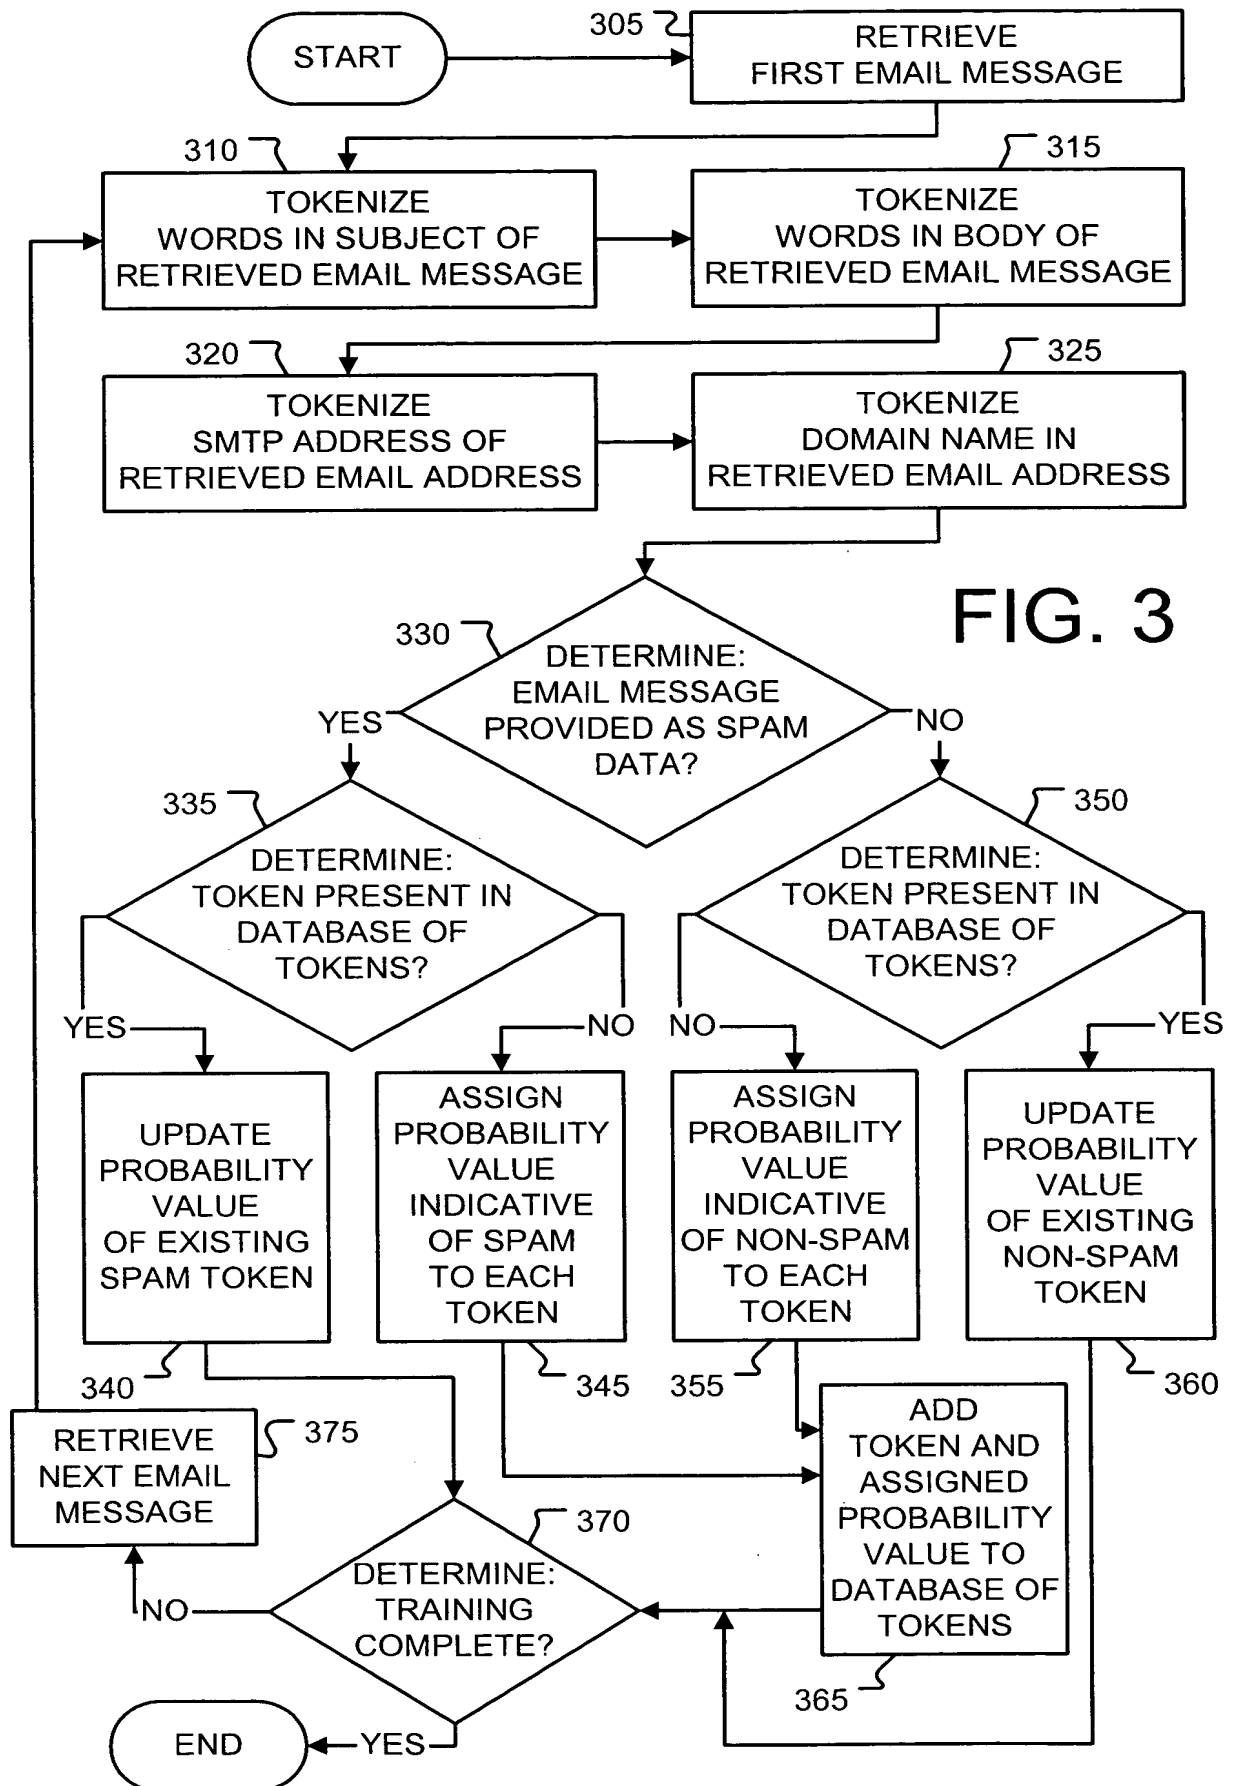 START
305
RETRIEVE
FIRST EMAIL MESSAGE
310
TOKENIZE
WORDS IN SUBJECT OF
RETRIEVED EMAIL MESSAGE
315
TOKENIZE
WORDS IN BODY OF
RETRIEVED EMAIL MESSAGE
320
TOKENIZE
SMTP ADDRESS OF
RETRIEVED EMAIL ADDRESS
325
TOKENIZE
DOMAIN NAME IN
RETRIEVED EMAIL ADDRESS
FIG. 3
330
DETERMINE:
EMAIL MESSAGE
PROVIDED AS SPAM
DATA?
YES
NO
335
DETERMINE:
TOKEN PRESENT IN
DATABASE OF
TOKENS?
YES
NO
350
DETERMINE:
TOKEN PRESENT IN
DATABASE OF
TOKENS?
NO
YES
UPDATE
PROBABILITY
VALUE
OF EXISTING
SPAM TOKEN
340
ASSIGN
PROBABILITY
VALUE
INDICATIVE
OF SPAM
TO EACH
TOKEN
345
ASSIGN
PROBABILITY
VALUE
INDICATIVE
OF NON-SPAM
TO EACH
TOKEN
355
UPDATE
PROBABILITY
VALUE
OF EXISTING
NON-SPAM
TOKEN
360
RETRIEVE
NEXT EMAIL
MESSAGE
375
ADD
TOKEN AND
ASSIGNED
PROBABILITY
VALUE TO
DATABASE OF
TOKENS
365
370
DETERMINE:
TRAINING
COMPLETE?
NO
YES
END